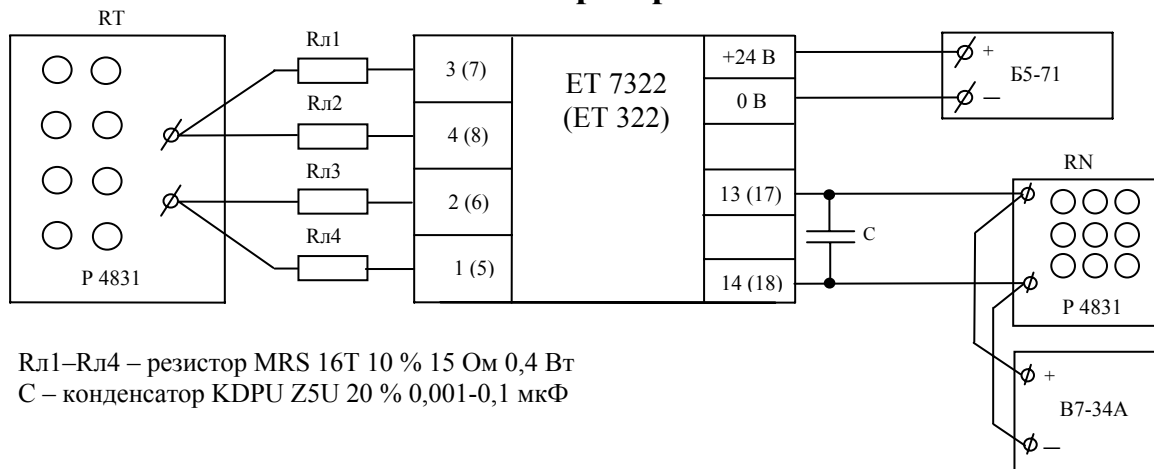 RT
Rл1
Rл2
Rл3
Rл4
Р 4831
3 (7)
4 (8)
2 (6)
1 (5)
ЕТ 7322
(ЕТ 322)
+24 В
0 В
13 (17)
14 (18)
С
+
—
Б5-71
RN
Р 4831
+
—
В7-34А
Rл1–Rл4 – резистор MRS 16T 10 % 15 Ом 0,4 Вт
С – конденсатор KDPU Z5U 20 % 0,001-0,1 мкФ